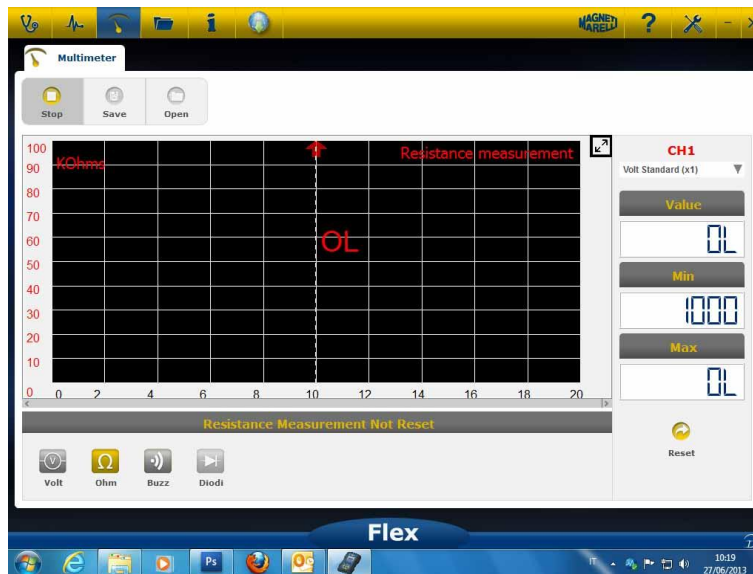 MAGNETI
MARELLI
?
Multimeter
Stop Save Open
100
90
80
70
60
50
40
30
20
10
0
KOhms
Resistance measurement
OL
0 2 4 6 8 10 12 14 16 18 20
CH1
Volt Standard (x1)
Value
OL
Min
1000
Max
OL
Reset
Resistance Measurement Not Reset
Volt Ohm Buzz Diodi
Flex
Ps
IT
10:19
27/06/2013